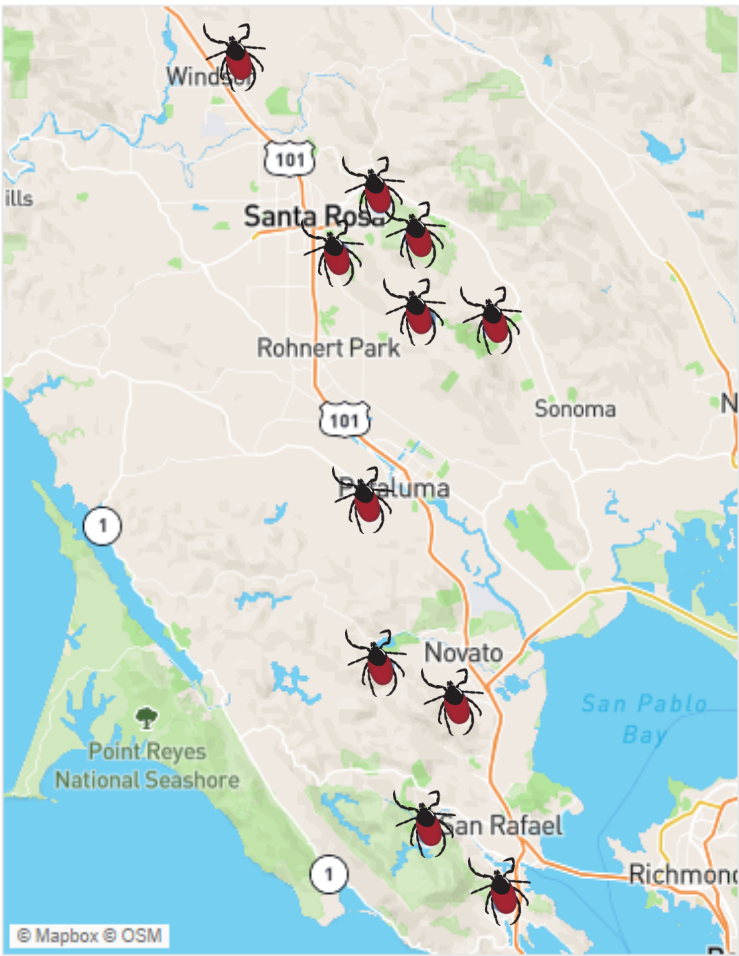 Windsor
101
ills
Santa Rosa
Rohnert Park
Sonoma
N
101
Petaluma
1
Novato
San Pablo
Bay
Point Reyes
National Seashore
San Rafael
1
Richmond
© Mapbox © OSM